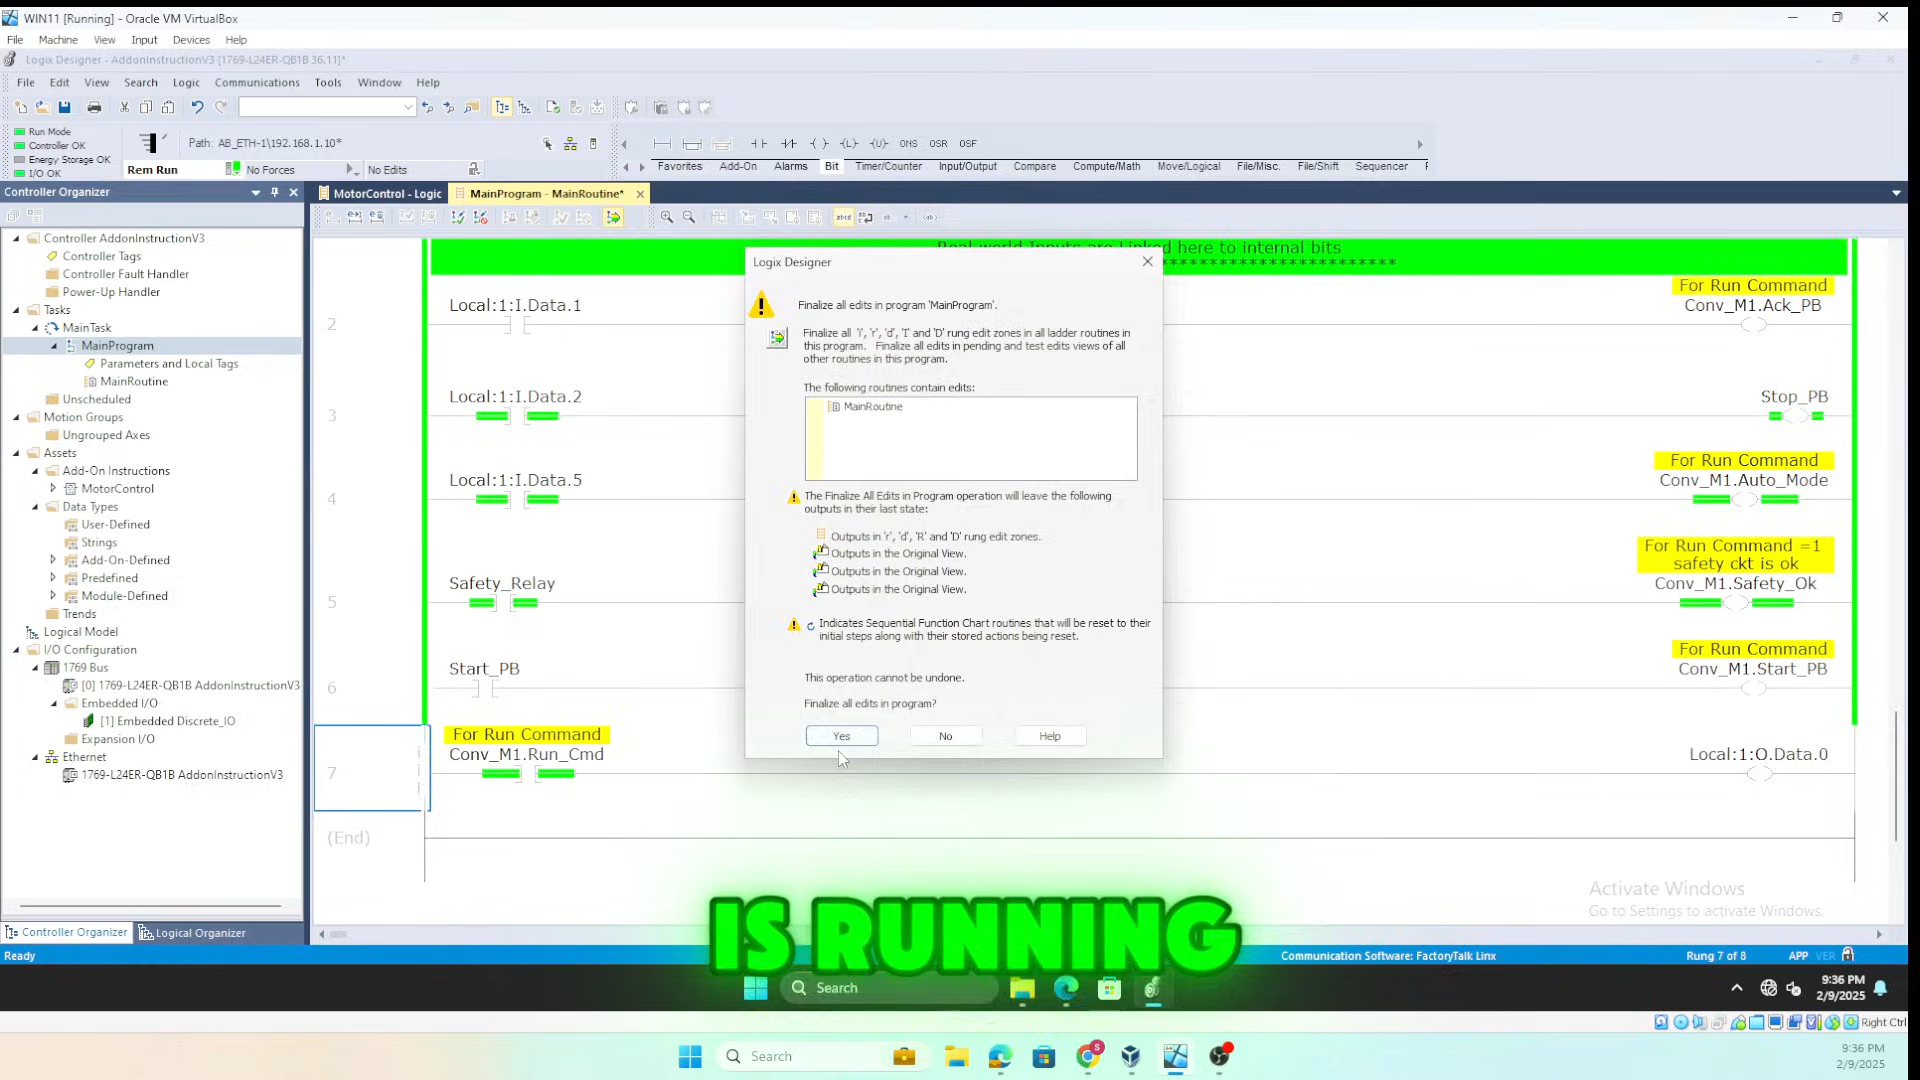 WIN11 [Running] - Oracle VM VirtualBox
File Machine View Input Devices Help
Logix Designer - AddonInstructionV3 [1769-L24ER-QB1B 36.11]*
File Edit View Search Logic Communications Tools Window Help
Run Mode
Controller OK
Energy Storage OK
I/O OK
Path: AB_ETH-1\192.168.1.10*
Rem Run No Forces No Edits
ONS OSR OSF
Favorites Add-On Alarms Bit Timer/Counter Input/Output Compare Compute/Math Move/Logical File/Misc. File/Shift Sequencer
Controller Organizer
MotorControl - Logic MainProgram - MainRoutine*
Controller AddonInstructionV3
Controller Tags
Controller Fault Handler
Power-Up Handler
Tasks
MainTask
MainProgram
Parameters and Local Tags
MainRoutine
Unscheduled
Motion Groups
Ungrouped Axes
Assets
Add-On Instructions
MotorControl
Data Types
User-Defined
Strings
Add-On-Defined
Predefined
Module-Defined
Trends
Logical Model
I/O Configuration
1769 Bus
[0] 1769-L24ER-QB1B AddonInstructionV3
Embedded I/O
[1] Embedded Discrete_IO
Expansion I/O
Ethernet
1769-L24ER-QB1B AddonInstructionV3
Controller Organizer Logical Organizer
Real world Inputs are Linked here to internal bits
*************************
2 Local:1:I.Data.1
For Run Command
Conv_M1.Ack_PB
3 Local:1:I.Data.2
Stop_PB
4 Local:1:I.Data.5
For Run Command
Conv_M1.Auto_Mode
5 Safety_Relay
For Run Command =1
safety ckt is ok
Conv_M1.Safety_Ok
6 Start_PB
For Run Command
Conv_M1.Start_PB
7 For Run Command
Conv_M1.Run_Cmd
Local:1:O.Data.0
(End)
Logix Designer
Finalize all edits in program 'MainProgram'.
Finalize all 'i', 'r', 'd', 'I' and 'D' rung edit zones in all ladder routines in
this program. Finalize all edits in pending and test edits views of all
other routines in this program.
The following routines contain edits:
MainRoutine
The Finalize All Edits in Program operation will leave the following
outputs in their last state:
Outputs in 'r', 'd', 'R' and 'D' rung edit zones.
Outputs in the Original View.
Outputs in the Original View.
Outputs in the Original View.
Indicates Sequential Function Chart routines that will be reset to their
initial steps along with their stored actions being reset.
This operation cannot be undone.
Finalize all edits in program?
Yes No Help
Activate Windows
Go to Settings to activate Windows.
IS RUNNING
Ready
Communication Software: FactoryTalk Linx Rung 7 of 8 APP VER
Search
9:36 PM
2/9/2025
Right Ctrl
Search
9:36 PM
2/9/2025